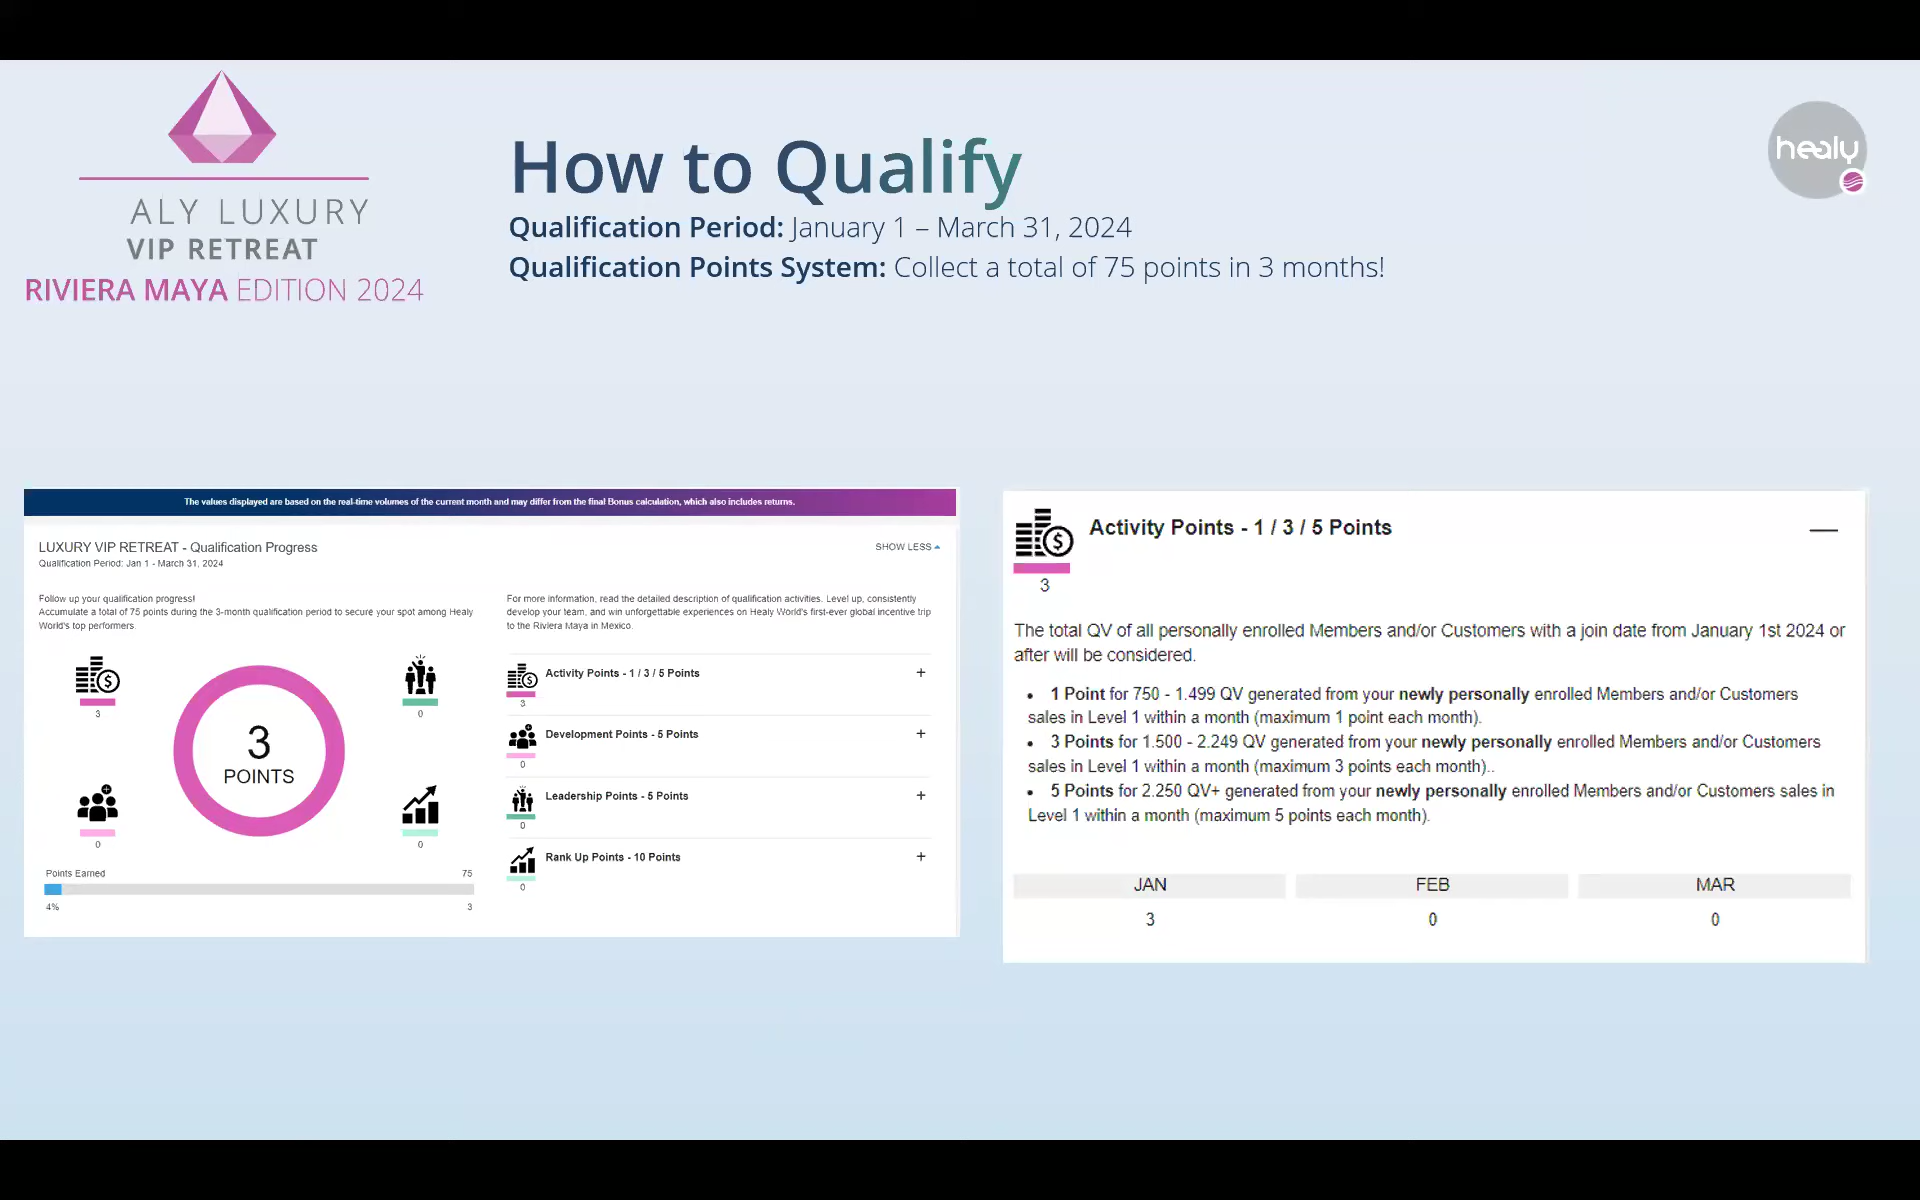 ALY LUXURY
VIP RETREAT
RIVIERA MAYA EDITION 2024
How to Qualify
Qualification Period: January 1 – March 31, 2024
Qualification Points System: Collect a total of 75 points in 3 months!
healy
The values displayed are based on the real-time volumes of the current month and may differ from the final Bonus calculation, which also includes returns.
LUXURY VIP RETREAT - Qualification Progress
SHOW LESS
Qualification Period: Jan 1 - March 31, 2024
Follow up your qualification progress!
Accumulate a total of 75 points during the 3-month qualification period to secure your spot among Healy
World's top performers.
3
0
3
POINTS
0
0
Points Earned
75
4%
3
For more information, read the detailed description of qualification activities. Level up, consistently
develop your team, and win unforgettable experiences on Healy World's first-ever global incentive trip
to the Riviera Maya in Mexico.
Activity Points - 1 / 3 / 5 Points
+
3
Development Points - 5 Points
+
0
Leadership Points - 5 Points
+
0
Rank Up Points - 10 Points
+
0
Activity Points - 1 / 3 / 5 Points
3
The total QV of all personally enrolled Members and/or Customers with a join date from January 1st 2024 or
after will be considered.
• 1 Point for 750 - 1.499 QV generated from your newly personally enrolled Members and/or Customers
sales in Level 1 within a month (maximum 1 point each month).
• 3 Points for 1.500 - 2.249 QV generated from your newly personally enrolled Members and/or Customers
sales in Level 1 within a month (maximum 3 points each month)..
• 5 Points for 2.250 QV+ generated from your newly personally enrolled Members and/or Customers sales in
Level 1 within a month (maximum 5 points each month).
JAN FEB MAR
3 0 0